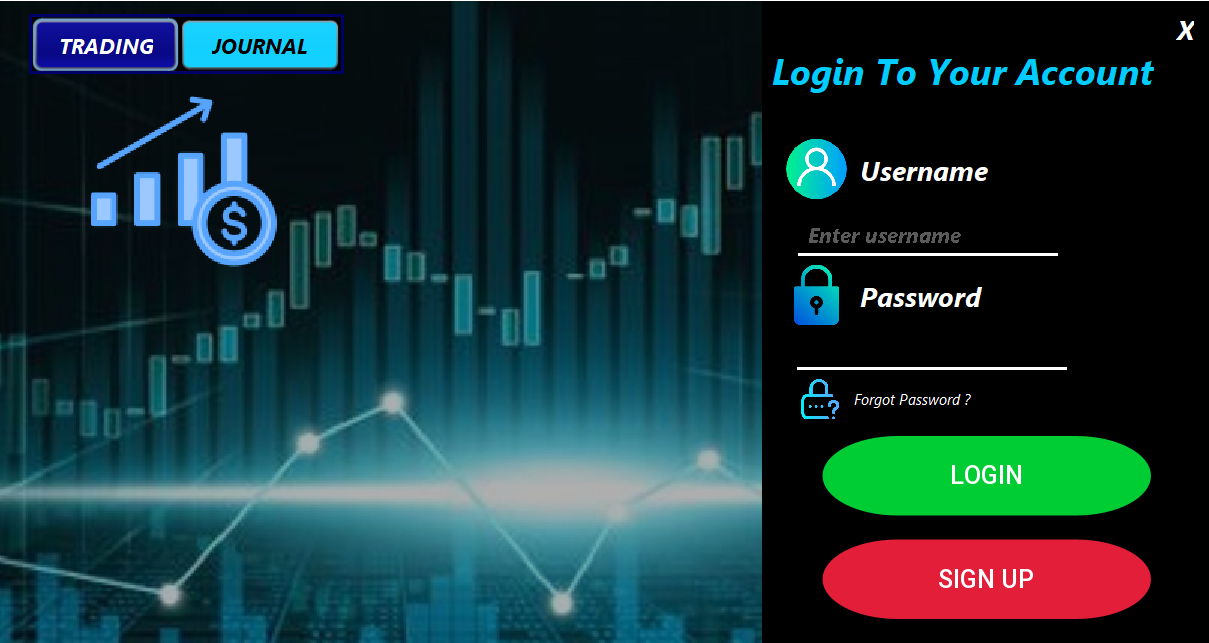 TRADING JOURNAL
X
Login To Your Account
Username
Enter username
Password
Forgot Password ?
LOGIN
SIGN UP
$